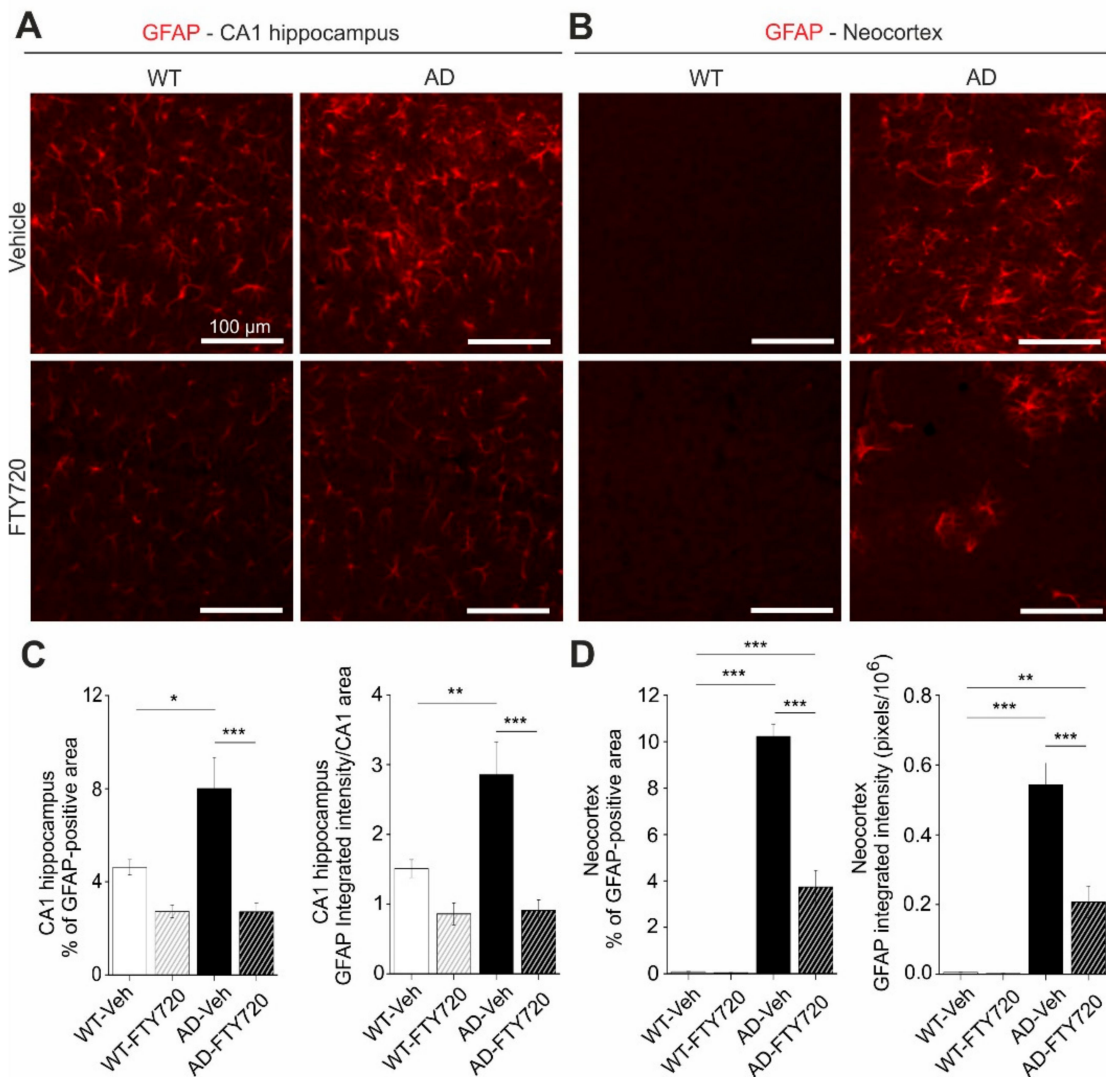 A
GFAP - CA1 hippocampus
WT
AD
B
GFAP - Neocortex
WT
AD
Vehicle
100 µm
FTY720
C
CA1 hippocampus
% of GFAP-positive area
12
8
4
0
*
***
WT-Veh
WT-FTY720
AD-Veh
AD-FTY720
CA1 hippocampus
GFAP Integrated intensity/CA1 area
4
3
2
1
0
**
***
WT-Veh
WT-FTY720
AD-Veh
AD-FTY720
D
Neocortex
% of GFAP-positive area
12
10
8
6
4
2
0
***
***
***
WT-Veh
WT-FTY720
AD-Veh
AD-FTY720
Neocortex
GFAP integrated intensity (pixels/10⁶)
0.8
0.6
0.4
0.2
0.0
**
***
***
WT-Veh
WT-FTY720
AD-Veh
AD-FTY720